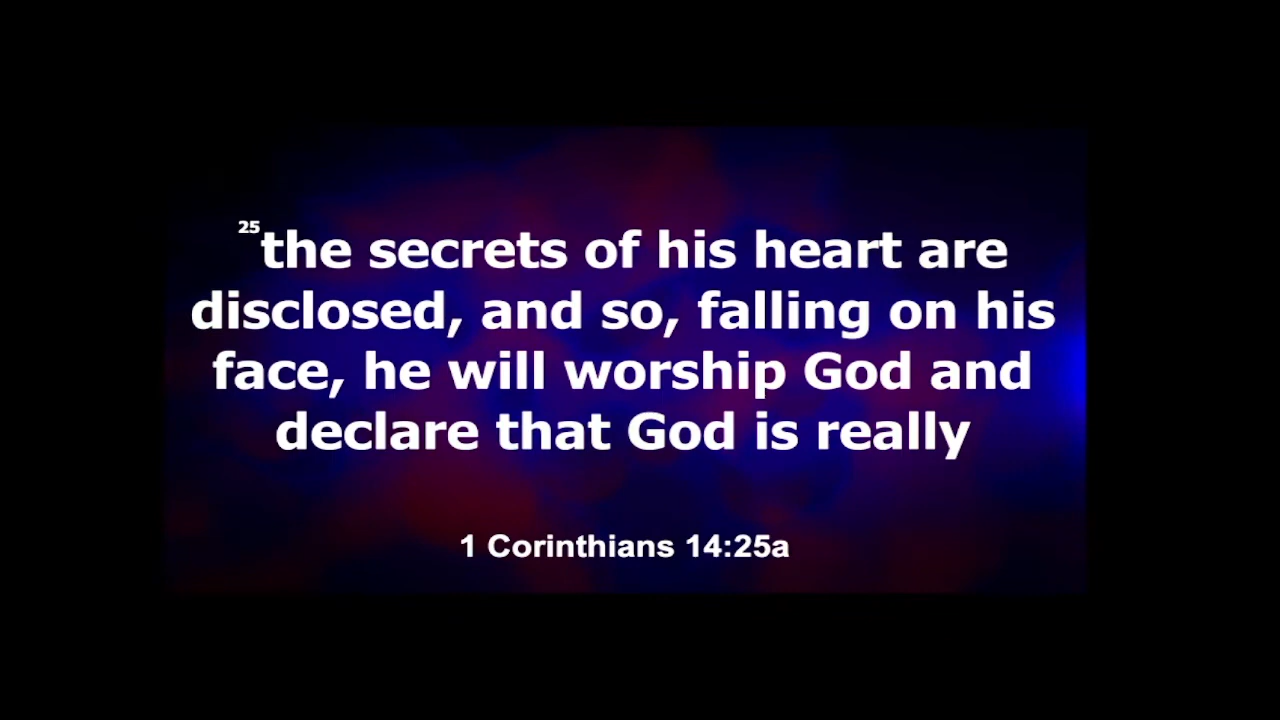 25the secrets of his heart are
disclosed, and so, falling on his
face, he will worship God and
declare that God is really
1 Corinthians 14:25a